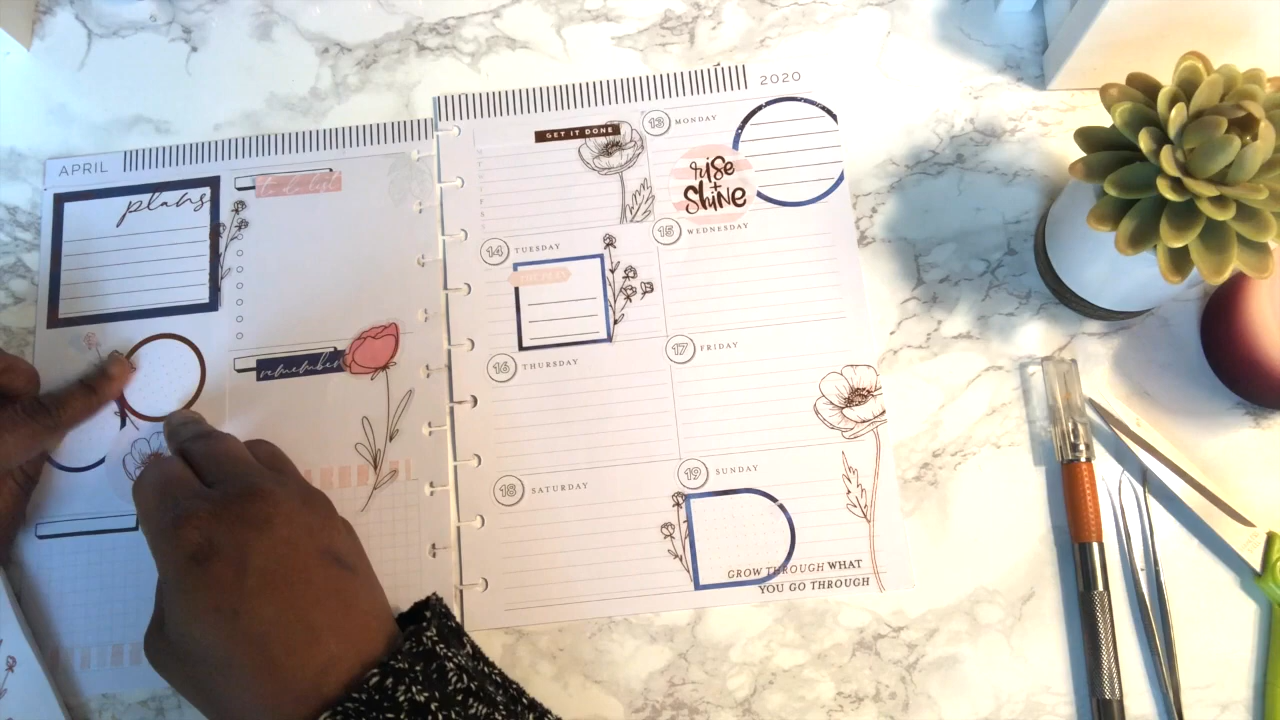 APRIL
plans
to do list
remember
2020
GET IT DONE
13 MONDAY
rise
+
Shine
14 TUESDAY
15 WEDNESDAY
16 THURSDAY
17 FRIDAY
18 SATURDAY
19 SUNDAY
GROW THROUGH WHAT
YOU GO THROUGH